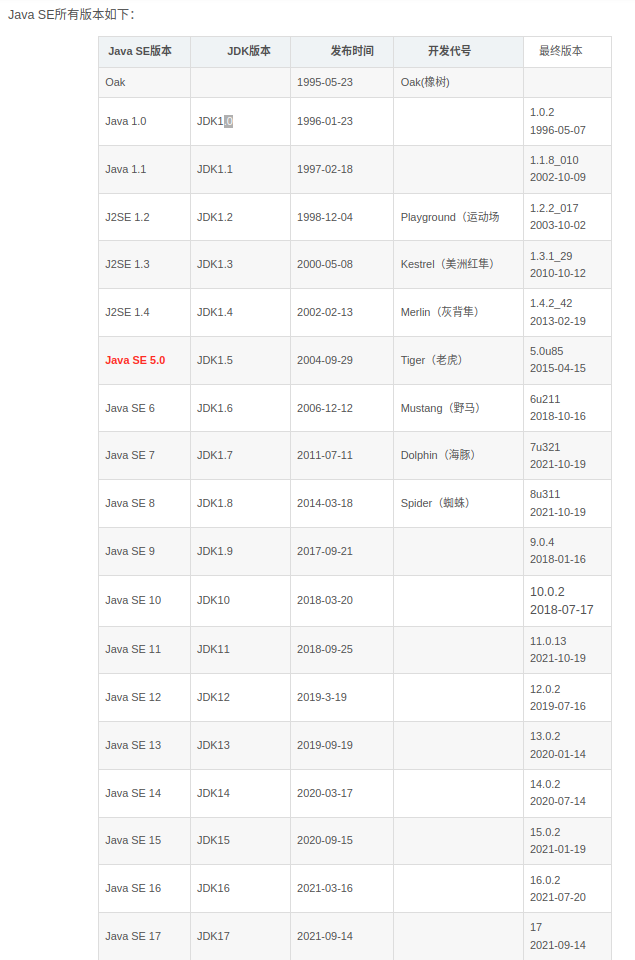 Java SE所有版本如下：
Java SE版本 JDK版本 发布时间 开发代号 最终版本
Oak 1995-05-23 Oak(橡树)
Java 1.0 JDK1.0 1996-01-23 1.0.2
1996-05-07
Java 1.1 JDK1.1 1997-02-18 1.1.8_010
2002-10-09
J2SE 1.2 JDK1.2 1998-12-04 Playground（运动场 1.2.2_017
2003-10-02
J2SE 1.3 JDK1.3 2000-05-08 Kestrel（美洲红隼） 1.3.1_29
2010-10-12
J2SE 1.4 JDK1.4 2002-02-13 Merlin（灰背隼） 1.4.2_42
2013-02-19
Java SE 5.0 JDK1.5 2004-09-29 Tiger（老虎） 5.0u85
2015-04-15
Java SE 6 JDK1.6 2006-12-12 Mustang（野马） 6u211
2018-10-16
Java SE 7 JDK1.7 2011-07-11 Dolphin（海豚） 7u321
2021-10-19
Java SE 8 JDK1.8 2014-03-18 Spider（蜘蛛） 8u311
2021-10-19
Java SE 9 JDK1.9 2017-09-21 9.0.4
2018-01-16
Java SE 10 JDK10 2018-03-20 10.0.2
2018-07-17
Java SE 11 JDK11 2018-09-25 11.0.13
2021-10-19
Java SE 12 JDK12 2019-3-19 12.0.2
2019-07-16
Java SE 13 JDK13 2019-09-19 13.0.2
2020-01-14
Java SE 14 JDK14 2020-03-17 14.0.2
2020-07-14
Java SE 15 JDK15 2020-09-15 15.0.2
2021-01-19
Java SE 16 JDK16 2021-03-16 16.0.2
2021-07-20
Java SE 17 JDK17 2021-09-14 17
2021-09-14